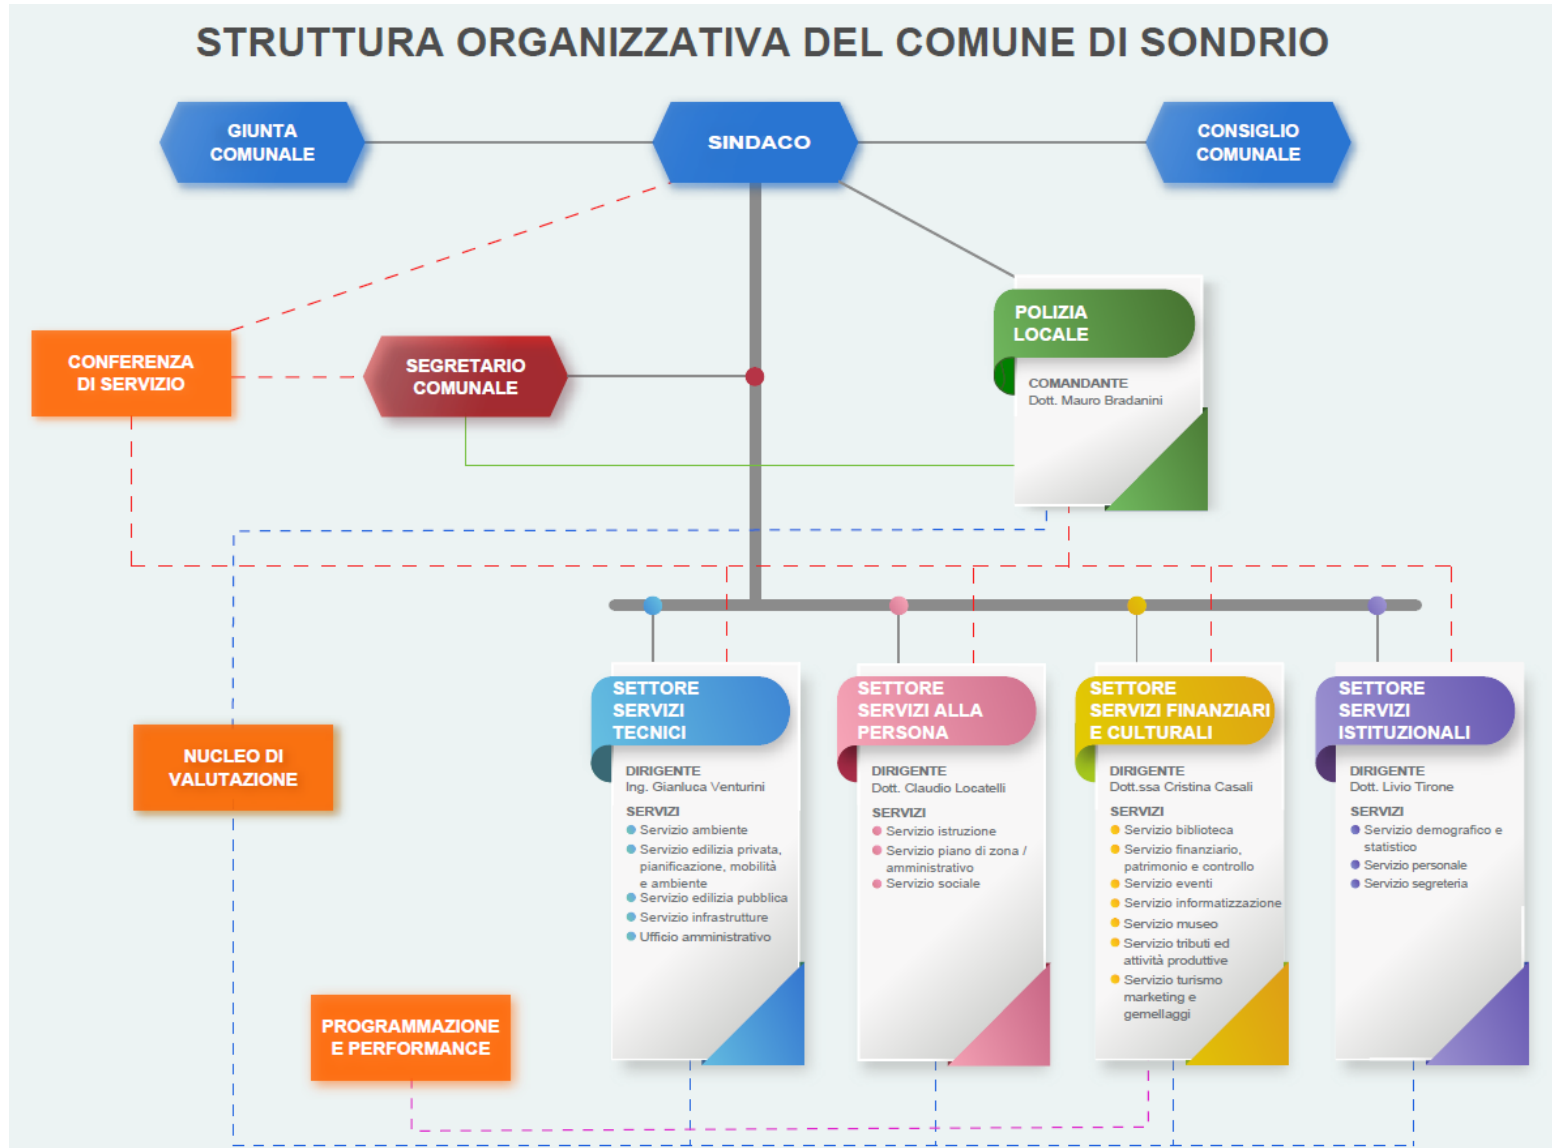 STRUTTURA ORGANIZZATIVA DEL COMUNE DI SONDRIO
GIUNTA
COMUNALE
SINDACO
CONSIGLIO
COMUNALE
CONFERENZA
DI SERVIZIO
SEGRETARIO
COMUNALE
POLIZIA
LOCALE
COMANDANTE
Dott. Mauro Bradanini
NUCLEO DI
VALUTAZIONE
PROGRAMMAZIONE
E PERFORMANCE
SETTORE
SERVIZI
TECNICI
DIRIGENTE
Ing. Gianluca Venturini
SERVIZI
Servizio ambiente
Servizio edilizia privata,
pianificazione, mobilità
e ambiente
Servizio edilizia pubblica
Servizio infrastrutture
Ufficio amministrativo
SETTORE
SERVIZI ALLA
PERSONA
DIRIGENTE
Dott. Claudio Locatelli
SERVIZI
Servizio istruzione
Servizio piano di zona /
amministrativo
Servizio sociale
SETTORE
SERVIZI FINANZIARI
E CULTURALI
DIRIGENTE
Dott.ssa Cristina Casali
SERVIZI
Servizio biblioteca
Servizio finanziario,
patrimonio e controllo
Servizio eventi
Servizio informatizzazione
Servizio museo
Servizio tributi ed
attività produttive
Servizio turismo
marketing e
gemellaggi
SETTORE
SERVIZI
ISTITUZIONALI
DIRIGENTE
Dott. Livio Tirone
SERVIZI
Servizio demografico e
statistico
Servizio personale
Servizio segreteria